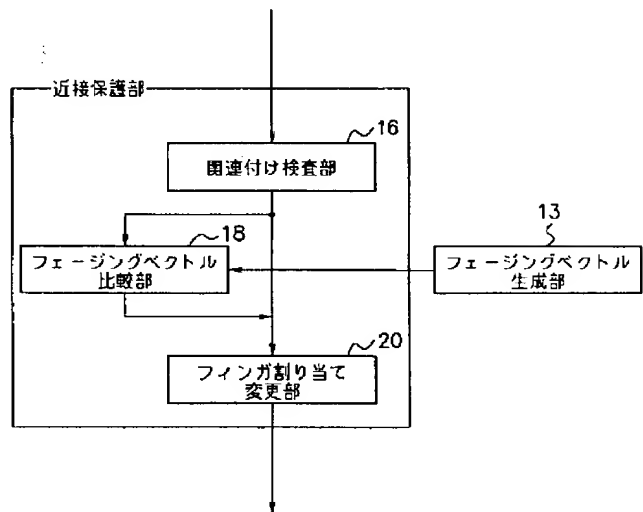 近接保護部
16
関連付け検査部
18
フェージングベクトル
比較部
13
フェージングベクトル
生成部
20
フィンガ割り当て
変更部